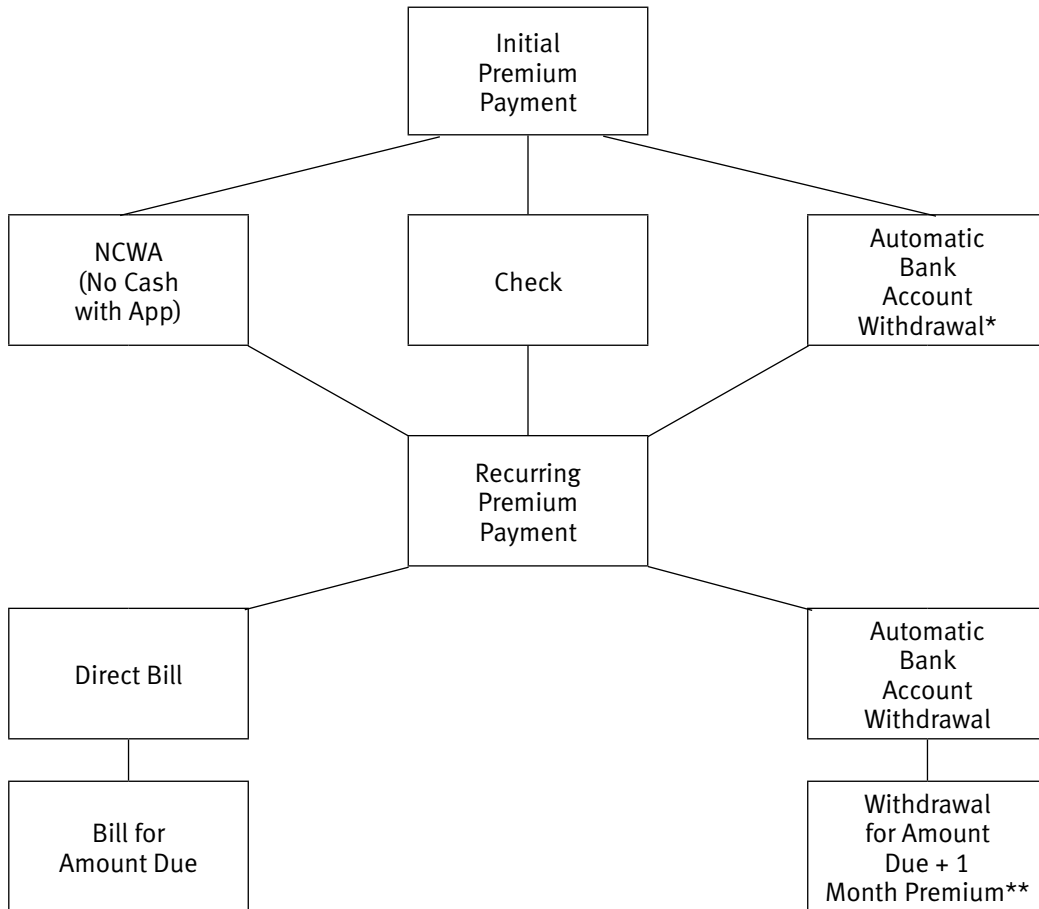 Initial
Premium
Payment
NCWA
(No Cash
with App)
Check
Automatic
Bank
Account
Withdrawal*
Recurring
Premium
Payment
Direct Bill
Automatic
Bank
Account
Withdrawal
Bill for
Amount Due
Withdrawal
for Amount
Due + 1
Month Premium**